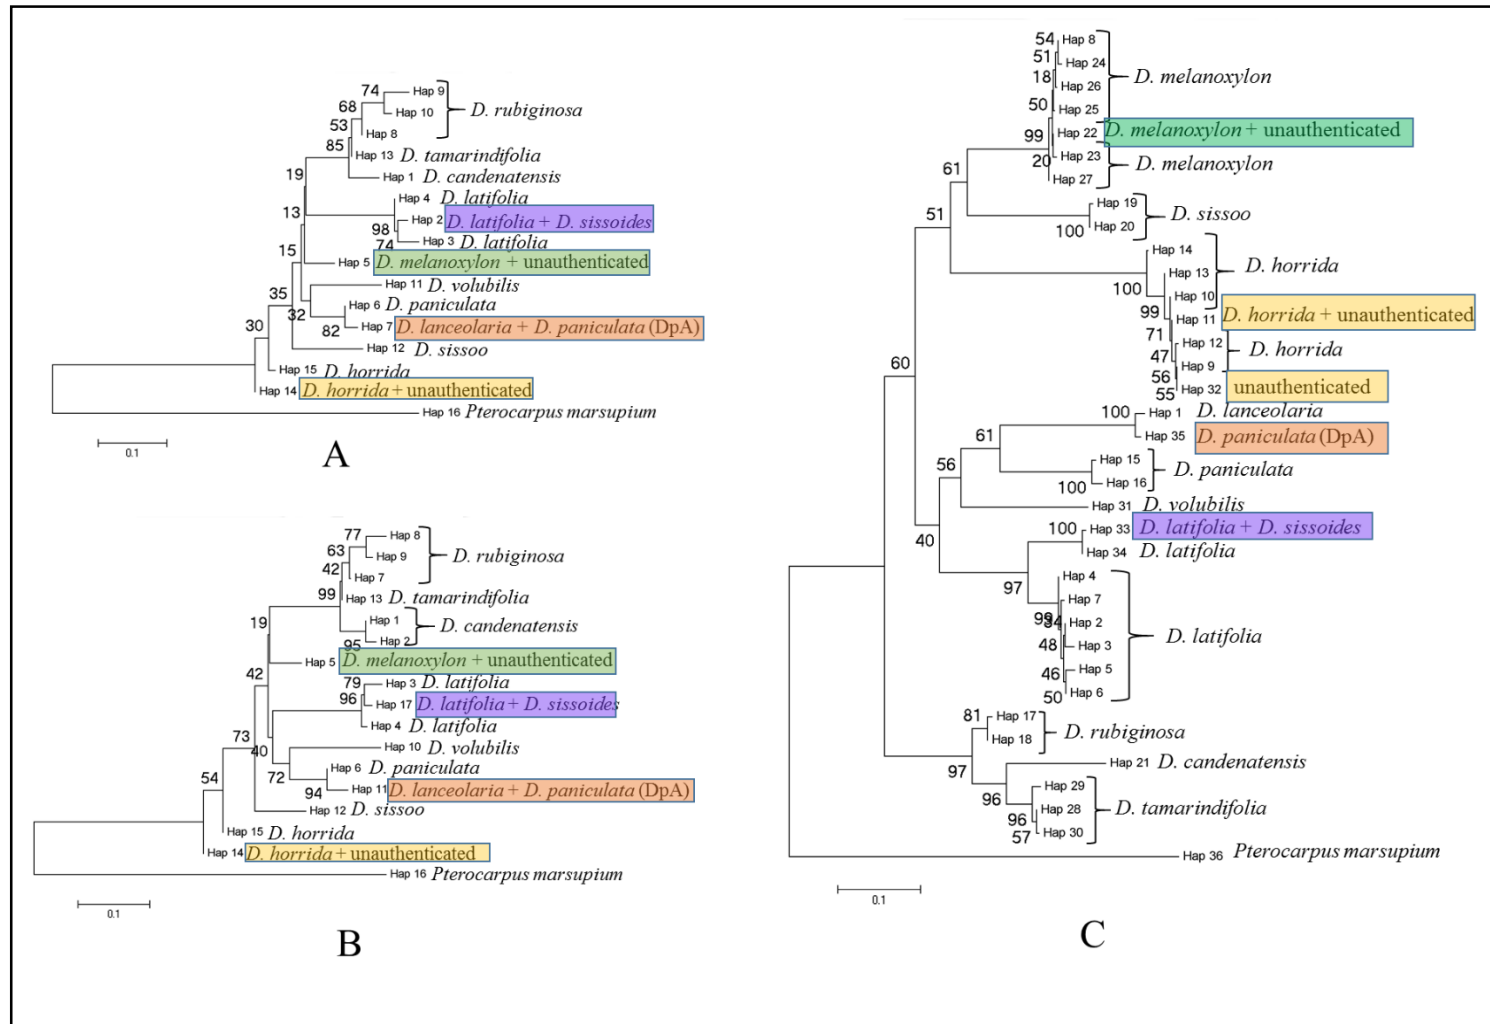 74
Hap 9
68
Hap 10
D. rubiginosa
53
Hap 8
85
Hap 13 D. tamarindifolia
Hap 1 D. candenatensis
19
Hap 4 D. latifolia
13
Hap 2 D. latifolia + D. sissoides
98
Hap 3 D. latifolia
74
15
Hap 5 D. melanoxylon + unauthenticated
Hap 11 D. volubilis
35
Hap 6 D. paniculata
32
82
Hap 7 D. lanceolaria + D. paniculata (DpA)
30
Hap 12 D. sissoo
Hap 15 D. horrida
Hap 14 D. horrida + unauthenticated
Hap 16 Pterocarpus marsupium
0.1
A
77
Hap 8
63
Hap 9
D. rubiginosa
42
Hap 7
99
Hap 13 D. tamarindifolia
Hap 1
D. candenatensis
19
Hap 2
95
Hap 5 D. melanoxylon + unauthenticated
42
79
Hap 3 D. latifolia
96
Hap 17 D. latifolia + D. sissoides
Hap 4 D. latifolia
73
40
Hap 10 D. volubilis
72
Hap 6 D. paniculata
54
94
Hap 11 D. lanceolaria + D. paniculata (DpA)
Hap 12 D. sissoo
Hap 15 D. horrida
Hap 14 D. horrida + unauthenticated
Hap 16 Pterocarpus marsupium
0.1
B
54
Hap 8
51
Hap 24
D. melanoxylon
18
Hap 26
50
Hap 25
99
Hap 22 D. melanoxylon + unauthenticated
20
Hap 23
D. melanoxylon
61
Hap 27
Hap 19
51
D. sissoo
100
Hap 20
Hap 14
D. horrida
Hap 13
100
Hap 10
99
Hap 11 D. horrida + unauthenticated
71
Hap 12
D. horrida
47
60
Hap 9
56
55
Hap 32 unauthenticated
100
Hap 1 D. lanceolaria
61
Hap 35 D. paniculata (DpA)
56
Hap 15
D. paniculata
100
Hap 16
Hap 31 D. volubilis
40
100
Hap 33 D. latifolia + D. sissoides
Hap 34 D. latifolia
97
Hap 4
Hap 7
99
34
Hap 2
D. latifolia
48
Hap 3
46
Hap 5
50
Hap 6
81
Hap 17
D. rubiginosa
Hap 18
97
Hap 21 D. candenatensis
96
Hap 29
96
Hap 28
D. tamarindifolia
57
Hap 30
Hap 36 Pterocarpus marsupium
0.1
C